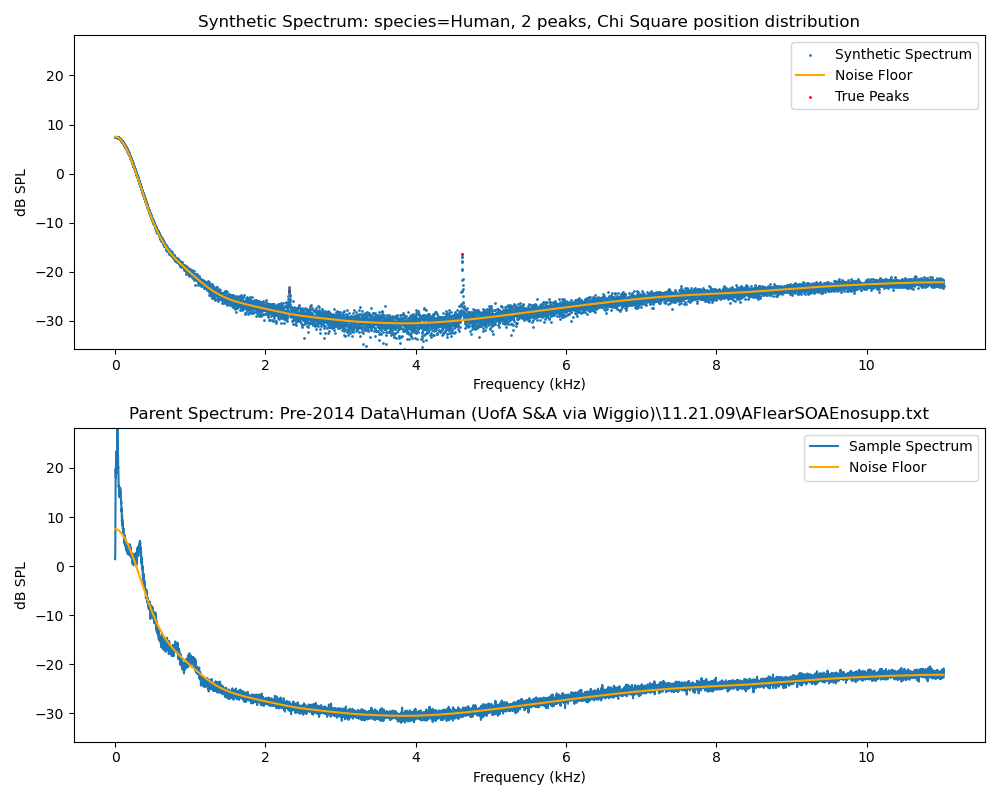 Synthetic Spectrum: species=Human, 2 peaks, Chi Square position distribution
Synthetic Spectrum
Noise Floor
True Peaks
dB SPL
20
10
0
−10
−20
−30
0 2 4 6 8 10
Frequency (kHz)
Parent Spectrum: Pre-2014 Data\Human (UofA S&A via Wiggio)\11.21.09\AFlearSOAEnosupp.txt
Sample Spectrum
Noise Floor
dB SPL
20
10
0
−10
−20
−30
0 2 4 6 8 10
Frequency (kHz)